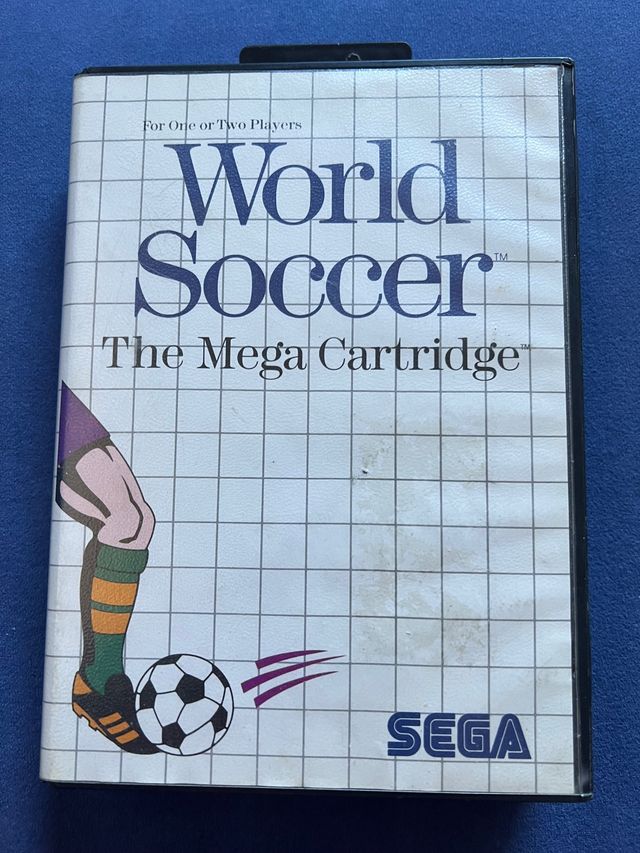 For One or Two Players
World
Soccer™
The Mega Cartridge™
SEGA